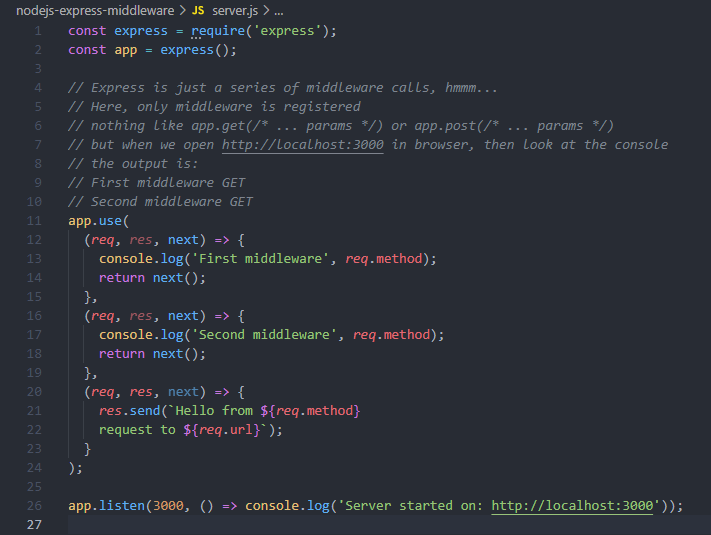 nodejs-express-middleware > JS server.js > ...
1 const express = require('express');
2 const app = express();
3
4 // Express is just a series of middleware calls, hmmm...
5 // Here, only middleware is registered
6 // nothing like app.get(/* ... params */) or app.post(/* ... params */)
7 // but when we open http://localhost:3000 in browser, then look at the console
8 // the output is:
9 // First middleware GET
10 // Second middleware GET
11 app.use(
12   (req, res, next) => {
13     console.log('First middleware', req.method);
14     return next();
15   },
16   (req, res, next) => {
17     console.log('Second middleware', req.method);
18     return next();
19   },
20   (req, res, next) => {
21     res.send(`Hello from ${req.method}
22     request to ${req.url}`);
23   }
24 );
25
26 app.listen(3000, () => console.log('Server started on: http://localhost:3000'));
27